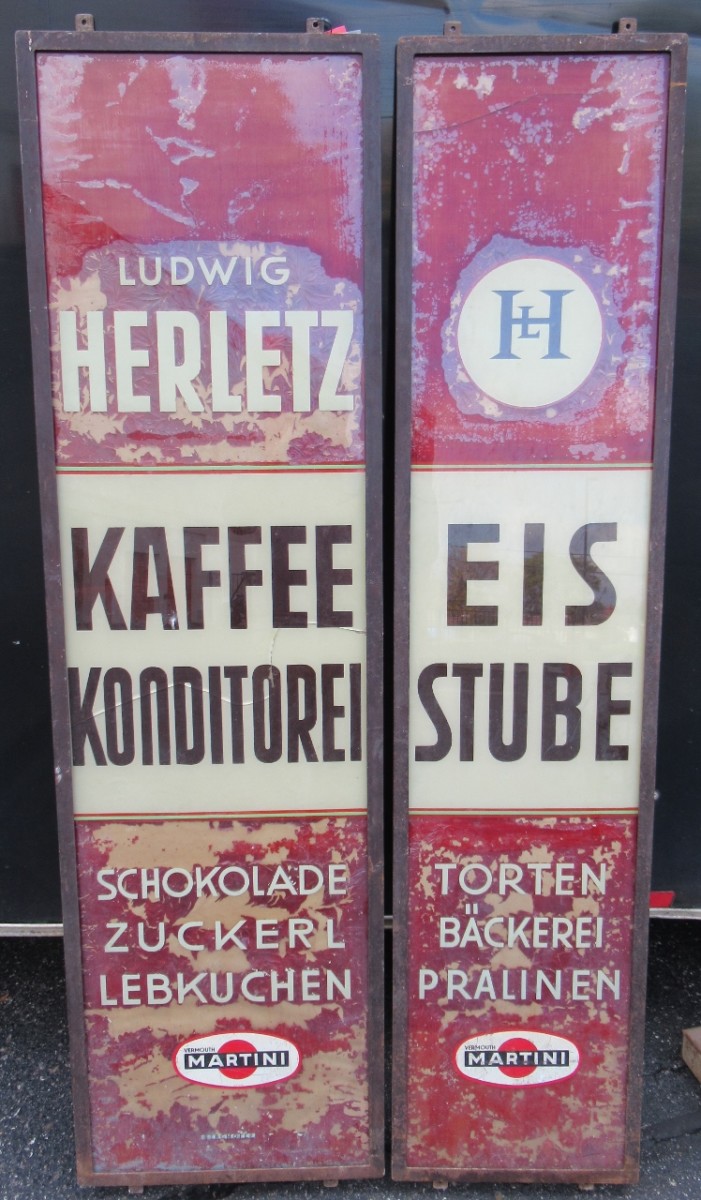 LUDWIG
HERLETZ
KAFFEE
KONDITOREI
SCHOKOLADE
ZUCKERL
LEBKUCHEN
VERMOUTH
MARTINI
HL
EIS
STUBE
TORTEN
BÄCKEREI
PRALINEN
VERMOUTH
MARTINI